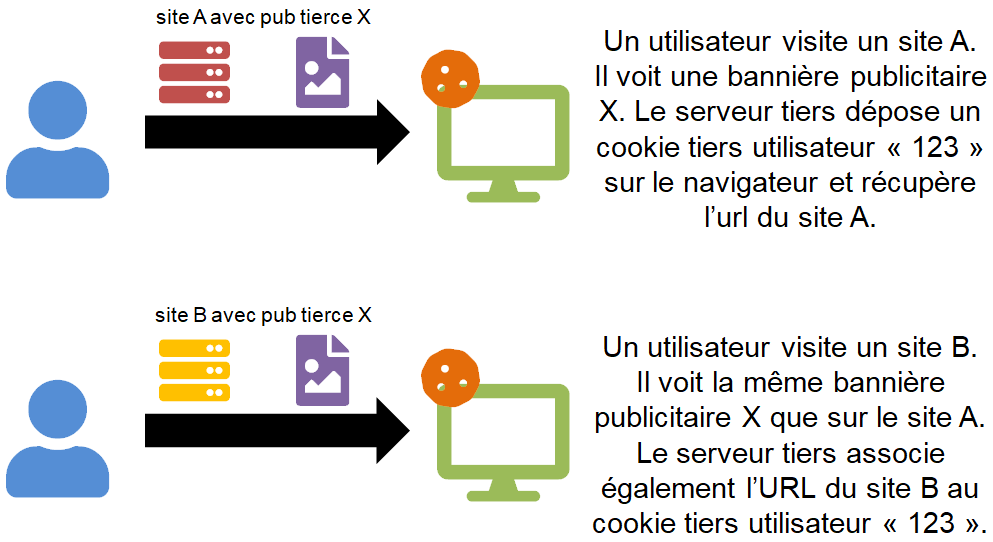 site A avec pub tierce X
Un utilisateur visite un site A.
Il voit une bannière publicitaire
X. Le serveur tiers dépose un
cookie tiers utilisateur « 123 »
sur le navigateur et récupère
l’url du site A.
site B avec pub tierce X
Un utilisateur visite un site B.
Il voit la même bannière
publicitaire X que sur le site A.
Le serveur tiers associe
également l’URL du site B au
cookie tiers utilisateur « 123 ».